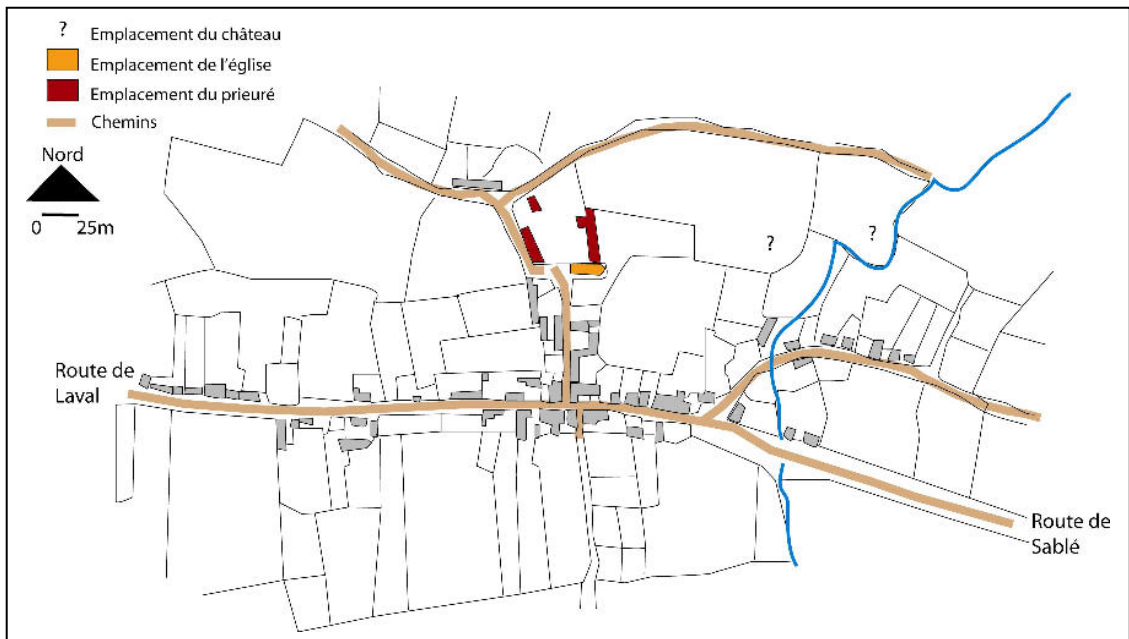 ? Emplacement du château
Emplacement de l'église
Emplacement du prieuré
Chemins
Nord
0 25m
?
?
Route de
Laval
Route de
Sablé